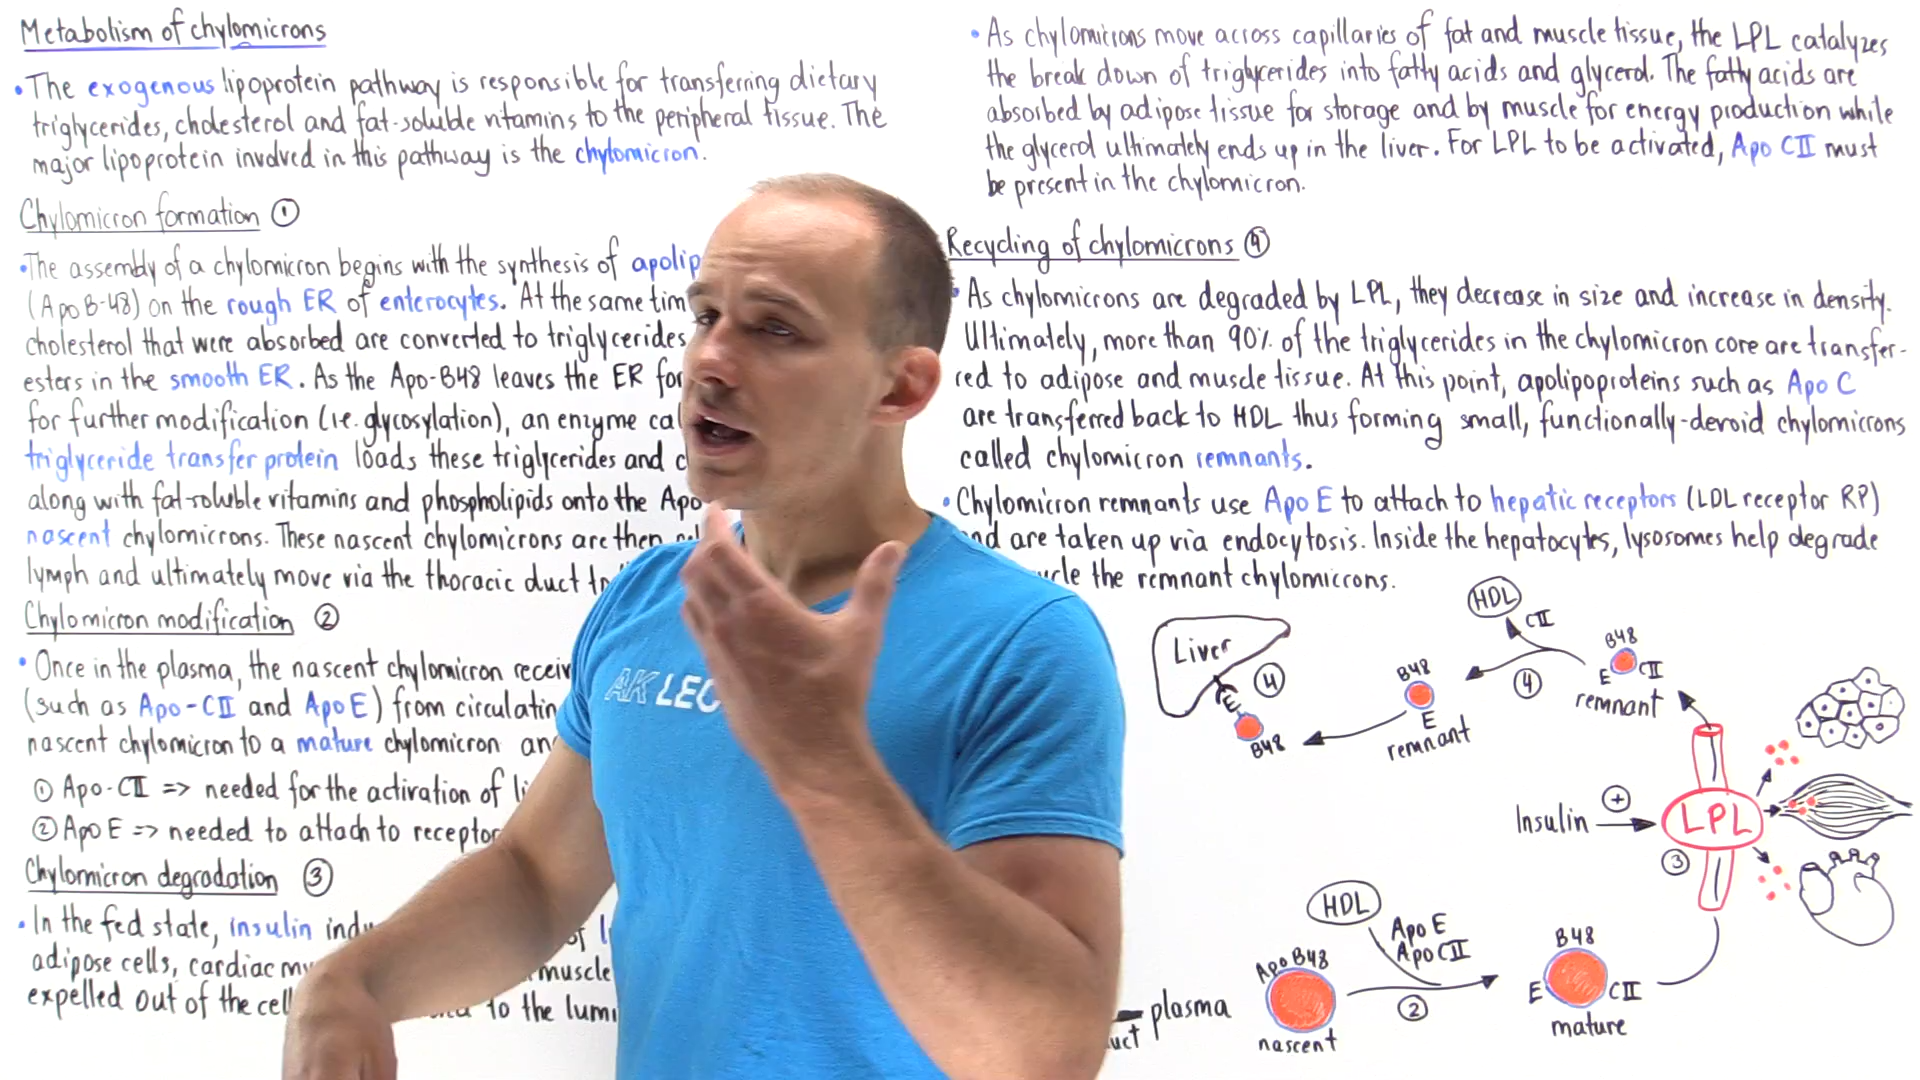 Metabolism of chylomicrons
• The exogenous lipoprotein pathway is responsible for transferring dietary
triglycerides, cholesterol and fat-soluble vitamins to the peripheral tissue. The
major lipoprotein involved in this pathway is the chylomicron.
Chylomicron formation ①
• The assembly of a chylomicron begins with the synthesis of
(Apo B-48) on the rough ER of enterocytes. At the same
cholesterol that were absorbed are converted to triglycerides
esters in the smooth ER. As the Apo-B48 leaves the ER
for further modification (i.e. glycosylation), an enzyme
triglyceride transfer protein loads these triglycerides and
along with fat-soluble vitamins and phospholipids onto the Apo
nascent chylomicrons. These nascent chylomicrons are then
lymph and ultimately move via the thoracic duct
Chylomicron modification ②
• Once in the plasma, the nascent chylomicron
(such as Apo-CII and Apo E) from
nascent chylomicron to a mature chylomicron
① Apo-CII => needed for the activation of
② Apo E => needed to attach to
Chylomicron degradation ③
• In the fed state, insulin
of
adipose cells, cardiac
muscle
expelled out of the
to the
• As chylomicrons move across capillaries of fat and muscle tissue, the LPL catalyzes
the break down of triglycerides into fatty acids and glycerol. The fatty acids are
absorbed by adipose tissue for storage and by muscle for energy production while
the glycerol ultimately ends up in the liver. For LPL to be activated, Apo CII must
be present in the chylomicron.
Recycling of chylomicrons ④
• As chylomicrons are degraded by LPL, they decrease in size and increase in density.
Ultimately, more than 90% of the triglycerides in the chylomicron core are transfer-
red to adipose and muscle tissue. At this point, apolipoproteins such as Apo C
are transferred back to HDL thus forming small, functionally-devoid chylomicrons
called chylomicron remnants.
• Chylomicron remnants use Apo E to attach to hepatic receptors (LDL receptor RP)
are taken up via endocytosis. Inside the hepatocytes, lysosomes help degrade
the remnant chylomicrons.
AK LEC
Liver
④
E
B48
B48
E
remnant
HDL
CII
④
B48
E CII
remnant
Insulin ⊕
LPL
③
HDL
Apo E
Apo CII
②
plasma
Apo B48
nascent
B48
E CII
mature